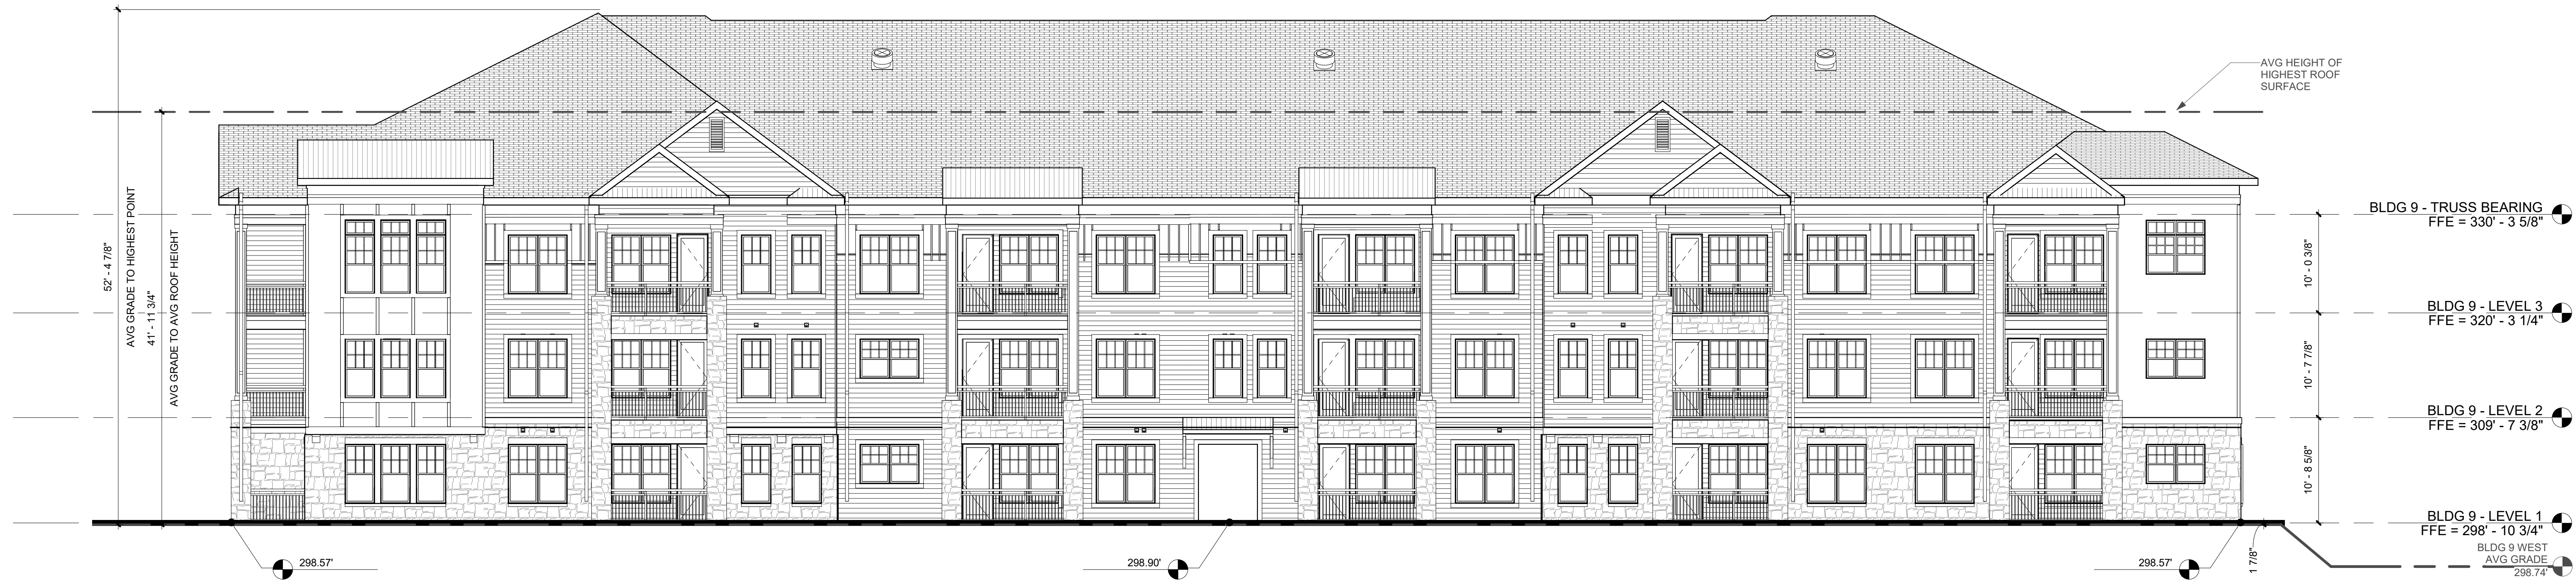 AVG HEIGHT OF
HIGHEST ROOF
SURFACE
52' - 4 7/8"
AVG GRADE TO HIGHEST POINT
41' - 11 3/4"
AVG GRADE TO AVG ROOF HEIGHT
BLDG 9 - TRUSS BEARING
FFE = 330' - 3 5/8"
10' - 0 3/8"
BLDG 9 - LEVEL 3
FFE = 320' - 3 1/4"
10' - 7 7/8"
BLDG 9 - LEVEL 2
FFE = 309' - 7 3/8"
10' - 8 5/8"
BLDG 9 - LEVEL 1
FFE = 298' - 10 3/4"
BLDG 9 WEST
AVG GRADE
298.74'
1 7/8"
298.57'
298.90'
298.57'